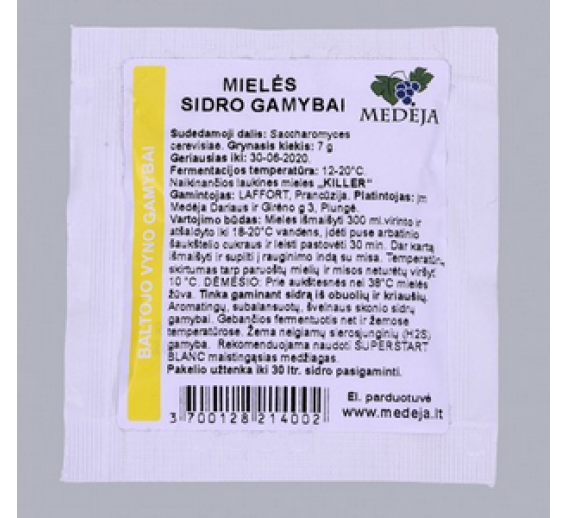 MIELĖS
SIDRO GAMYBAI
MEDĖJA
BALTOJO VYNO GAMYBAI
Sudedamoji dalis: Saccharomyces
cerevisiae. Grynasis kiekis: 7 g
Geriausias iki: 30-06-2020.
Fermentacijos temperatūra: 12-20°C.
Naikinančios laukines mieles „KILLER"
Gamintojas: LAFFORT, Prancūzija. Platintojas: įm
Medėja Dariaus ir Girėno g 3, Plungė.
Vartojimo būdas: Mieles išmaišyti 300 ml.virinto ir
atšaldyto iki 18-20°C vandens, įdėti puse arbatinio
šaukštelio cukraus ir leisti pastovėti 30 min. Dar kartą
išmaišyti ir supilti į rauginimo indą su misa. Temperatūrų
skirtumas tarp paruoštų mielių ir misos neturėtų viršyt
10 °C. DĖMESIO: Prie aukštesnės nei 38°C mielės
žūva. Tinka gaminant sidrą iš obuolių ir kriaušių.
Aromatingų, subalansuotų, švelnaus skonio sidrų
gamybai. Gebančios fermentuotis net ir žemose
temperatūrose. Žema neigiamų sierosjunginių (H2S)
gamyba. Rekomenduojama naudoti SUPERSTART
BLANC maistingąsias medžiagas.
Pakelio užtenka iki 30 ltr. sidro pasigaminti.
3 700128 214002
El. parduotuvė
www.medeja.lt